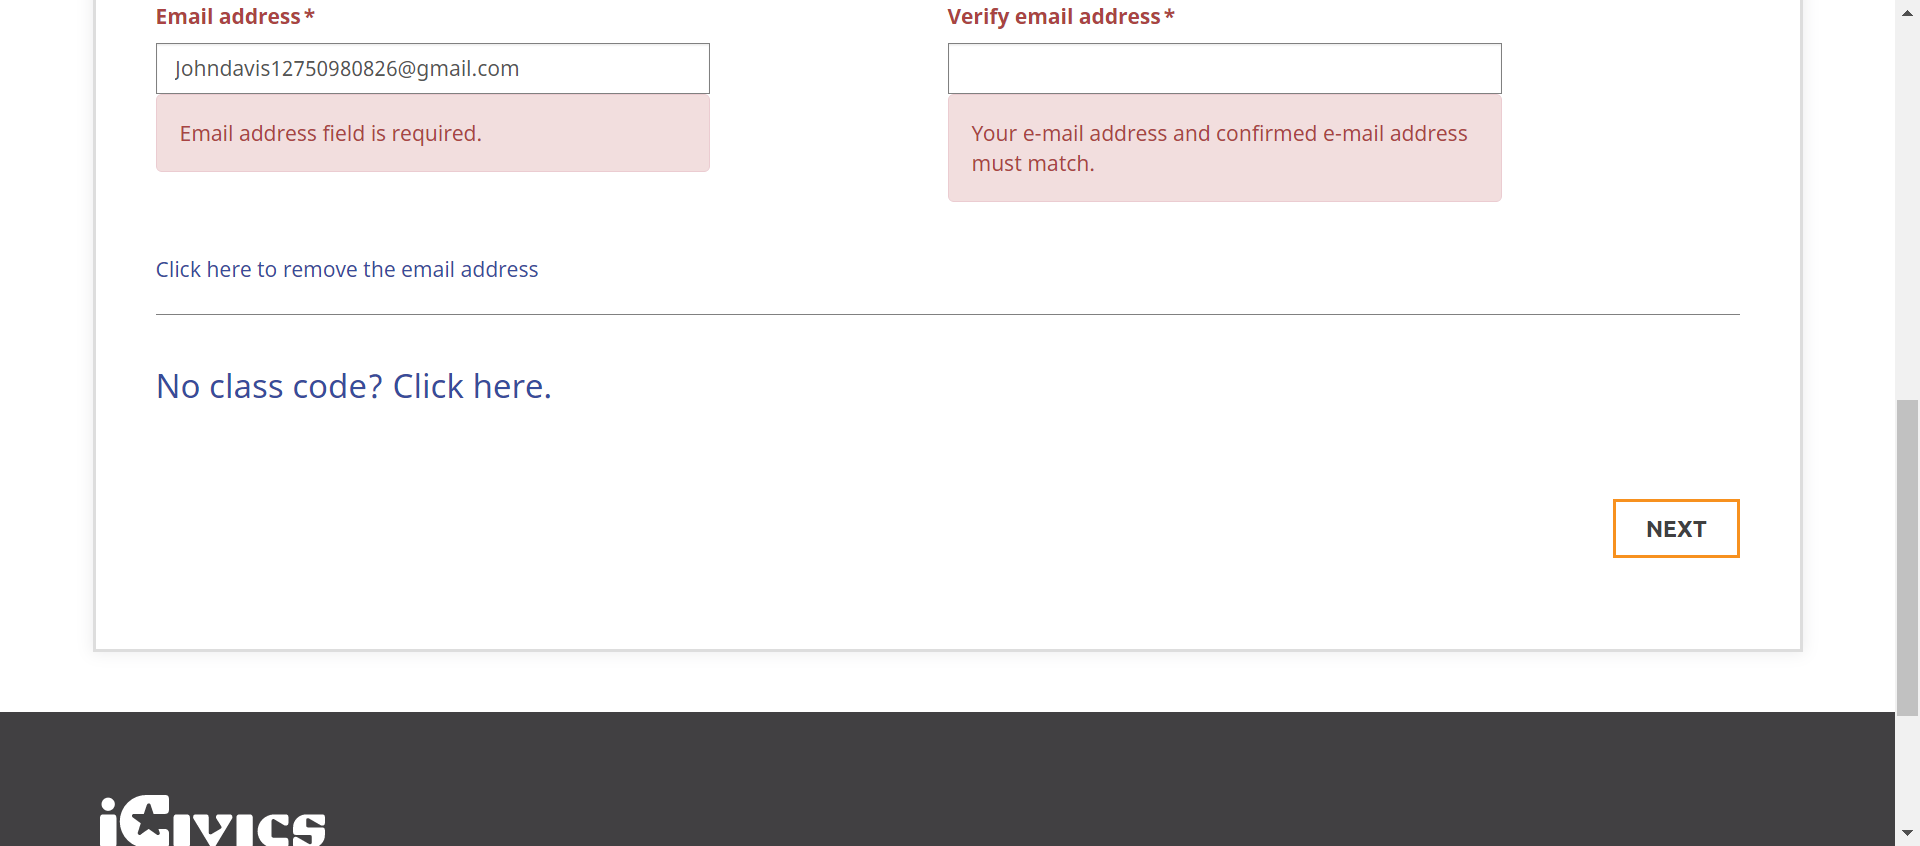 Email address*
Verify email address*
Johndavis12750980826@gmail.com
Email address field is required.
Your e-mail address and confirmed e-mail address
must match.
Click here to remove the email address
No class code? Click here.
NEXT
iCivics